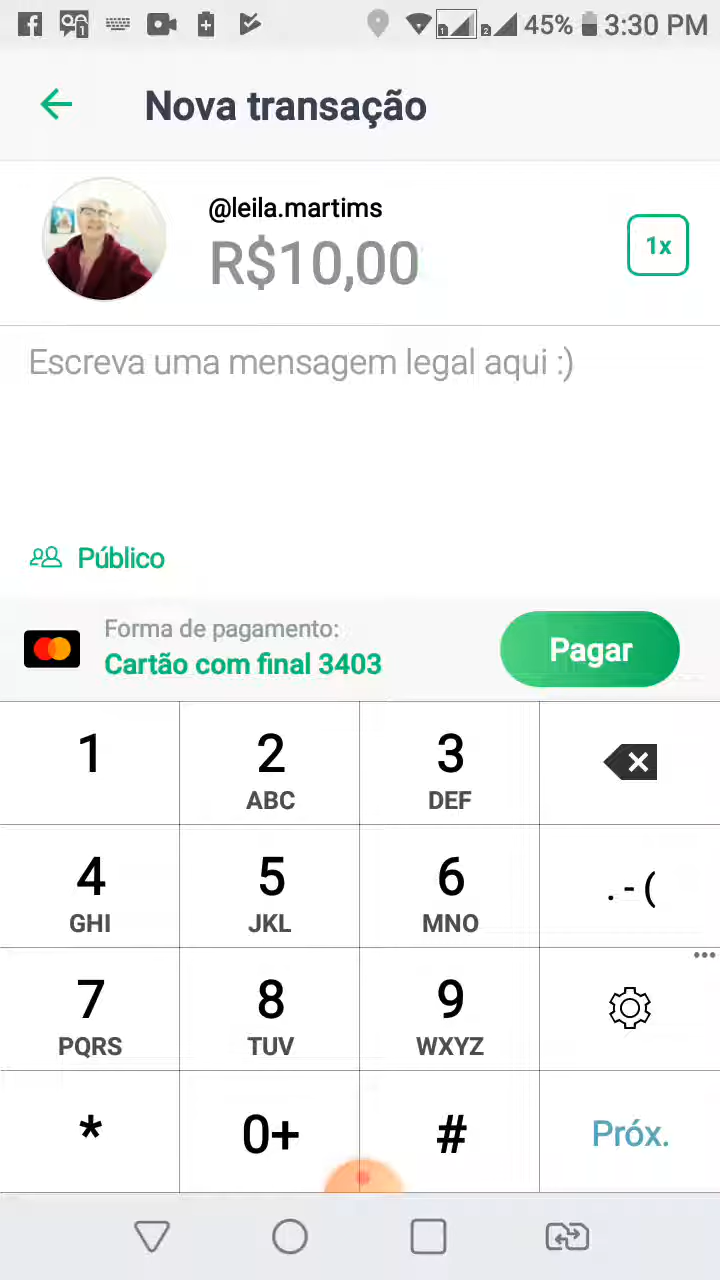 45% 3:30 PM
Nova transação
@leila.martims
R$10,00
1x
Escreva uma mensagem legal aqui :)
Público
Forma de pagamento:
Cartão com final 3403
Pagar
1
2
ABC
3
DEF
4
GHI
5
JKL
6
MNO
. - (
7
PQRS
8
TUV
9
WXYZ
*
0+
#
Próx.